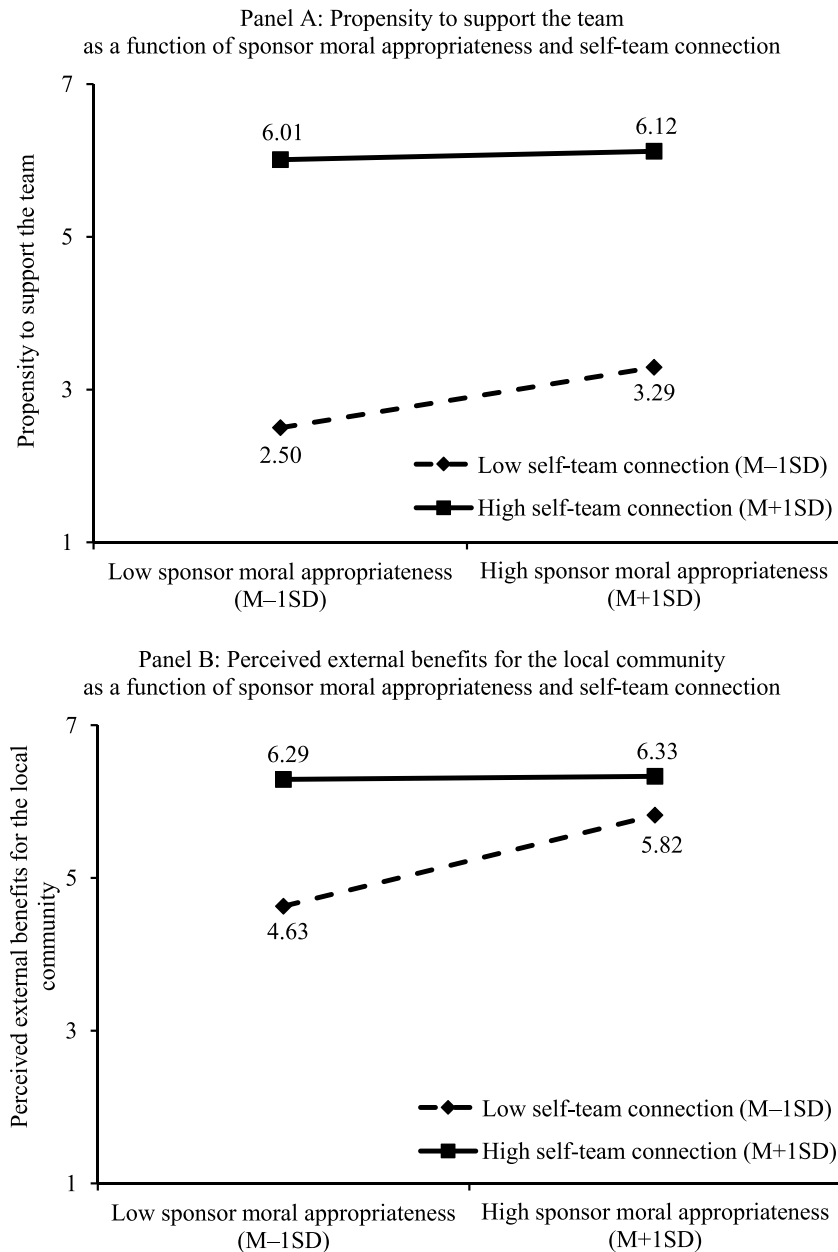 Panel A: Propensity to support the team
as a function of sponsor moral appropriateness and self-team connection
7
6.01
6.12
5
Propensity to support the team
3
3.29
2.50
Low self-team connection (M–1SD)
High self-team connection (M+1SD)
1
Low sponsor moral appropriateness
(M–1SD)
High sponsor moral appropriateness
(M+1SD)
Panel B: Perceived external benefits for the local community
as a function of sponsor moral appropriateness and self-team connection
7
6.29
6.33
Perceived external benefits for the local
community
5.82
5
4.63
3
Low self-team connection (M–1SD)
High self-team connection (M+1SD)
1
Low sponsor moral appropriateness
(M–1SD)
High sponsor moral appropriateness
(M+1SD)